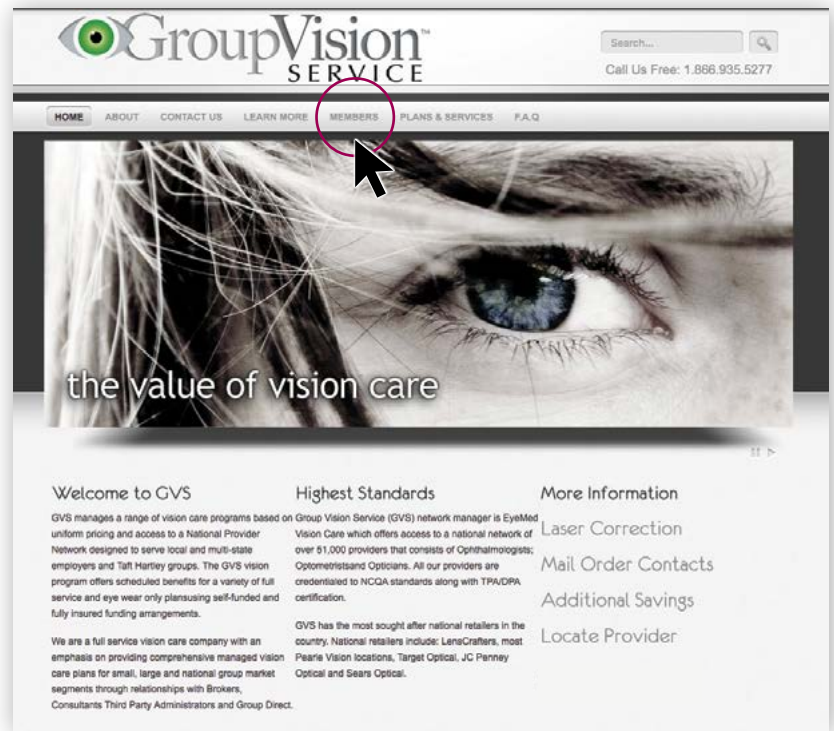 GroupVision™
SERVICE
Search...
Call Us Free: 1.866.935.5277
HOME ABOUT CONTACT US LEARN MORE MEMBERS PLANS & SERVICES F.A.Q
the value of vision care
Welcome to GVS
GVS manages a range of vision care programs based on
uniform pricing and access to a National Provider
Network designed to serve local and multi-state
employers and Taft Hartley groups. The GVS vision
program offers scheduled benefits for a variety of full
service and eye wear only plansusing self-funded and
fully insured funding arrangements.
We are a full service vision care company with an
emphasis on providing comprehensive managed vision
care plans for small, large and national group market
segments through relationships with Brokers,
Consultants Third Party Administrators and Group Direct.
Highest Standards
Group Vision Service (GVS) network manager is EyeMed
Vision Care which offers access to a national network of
over 51,000 providers that consists of Ophthalmologists;
Optometristsand Opticians. All our providers are
credentialed to NCQA standards along with TPA/DPA
certification.
GVS has the most sought after national retailers in the
country. National retailers include: LensCrafters, most
Pearle Vision locations, Target Optical, JC Penney
Optical and Sears Optical.
More Information
Laser Correction
Mail Order Contacts
Additional Savings
Locate Provider